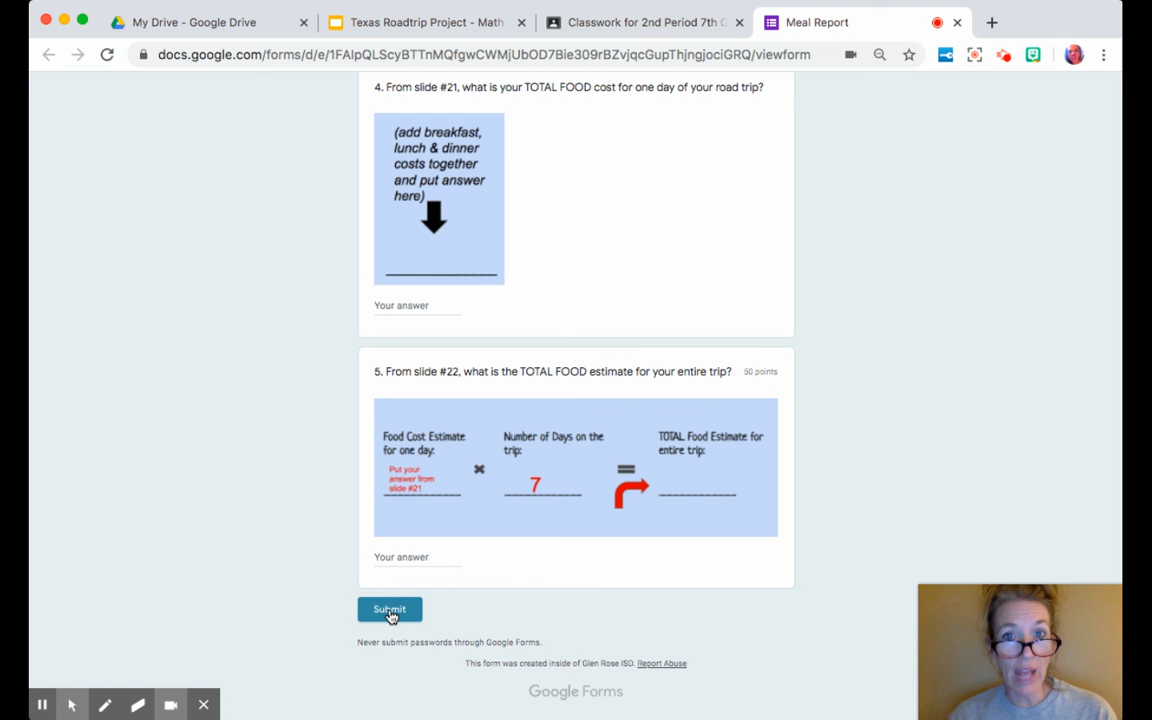 My Drive - Google Drive
Texas Roadtrip Project - Math
Classwork for 2nd Period 7th G
Meal Report
docs.google.com/forms/d/e/1FAIpQLScyBTTnMQfgwCWMjUbOD7Bie309rBZvjqcGupThjngjociGRQ/viewform
4. From slide #21, what is your TOTAL FOOD cost for one day of your road trip?
(add breakfast,
lunch & dinner
costs together
and put answer
here)
Your answer
5. From slide #22, what is the TOTAL FOOD estimate for your entire trip?
50 points
Food Cost Estimate
for one day:
Put your
answer from
slide #21
×
Number of Days on the
trip:
7
=
TOTAL Food Estimate for
entire trip:
Your answer
Submit
Never submit passwords through Google Forms.
This form was created inside of Glen Rose ISD. Report Abuse
Google Forms